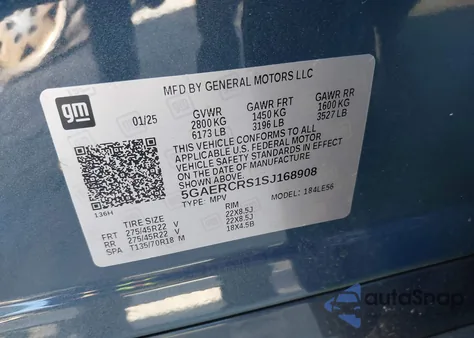 MFD BY GENERAL MOTORS LLC
gm
01/25
GVWR GAWR FRT GAWR RR
2800 KG 1450 KG 1600 KG
6173 LB 3196 LB 3527 LB
THIS VEHICLE CONFORMS TO ALL
APPLICABLE U.S. FEDERAL MOTOR
VEHICLE SAFETY STANDARDS IN EFFECT
ON THE DATE OF MANUFACTURE
SHOWN ABOVE.
5GAERCRS1SJ168908
136H
TYPE: MPV MODEL: 184LE56
TIRE SIZE RIM
FRT 275/45R22 V 22X8.5J
RR 275/45R22 V 22X8.5J
SPA T135/70R18 M 18X4.5B
autoSnap